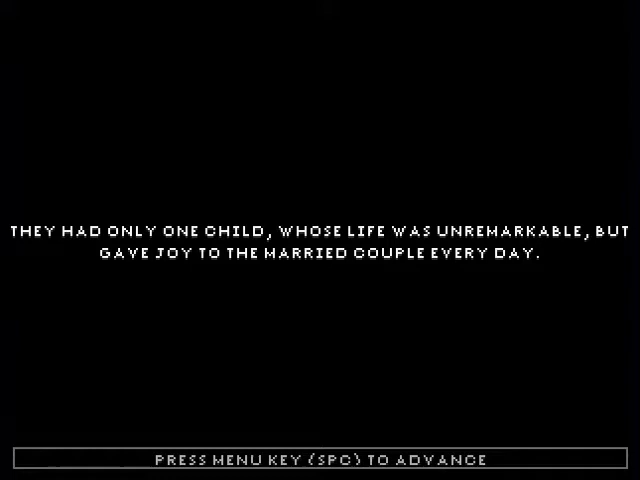 THEY HAD ONLY ONE CHILD, WHOSE LIFE WAS UNREMARKABLE, BUT
GAVE JOY TO THE MARRIED COUPLE EVERY DAY.
PRESS MENU KEY (SPC) TO ADVANCE